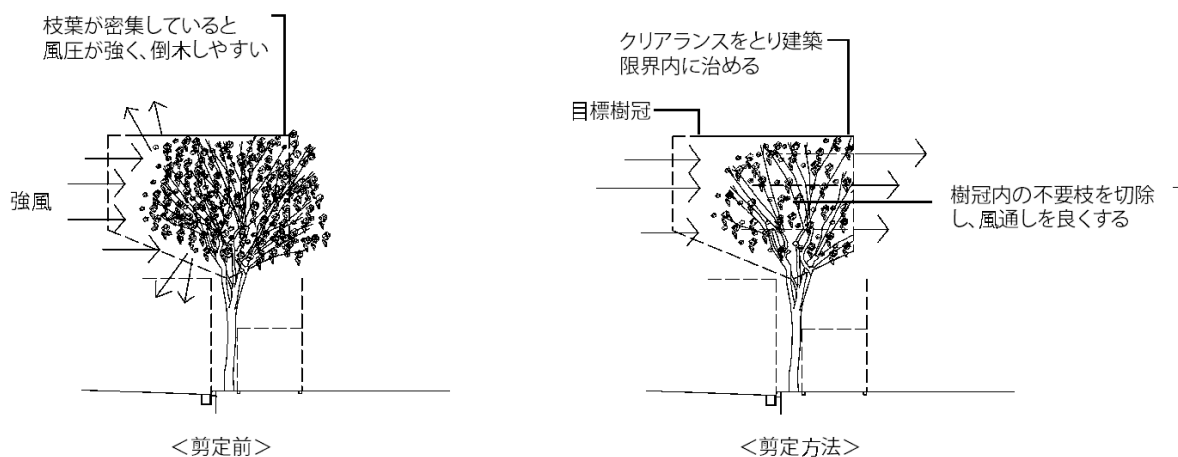 枝葉が密集していると
風圧が強く、倒木しやすい
強風
＜剪定前＞
クリアランスをとり建築
限界内に治める
目標樹冠
樹冠内の不要枝を切除
し、風通しを良くする
＜剪定方法＞